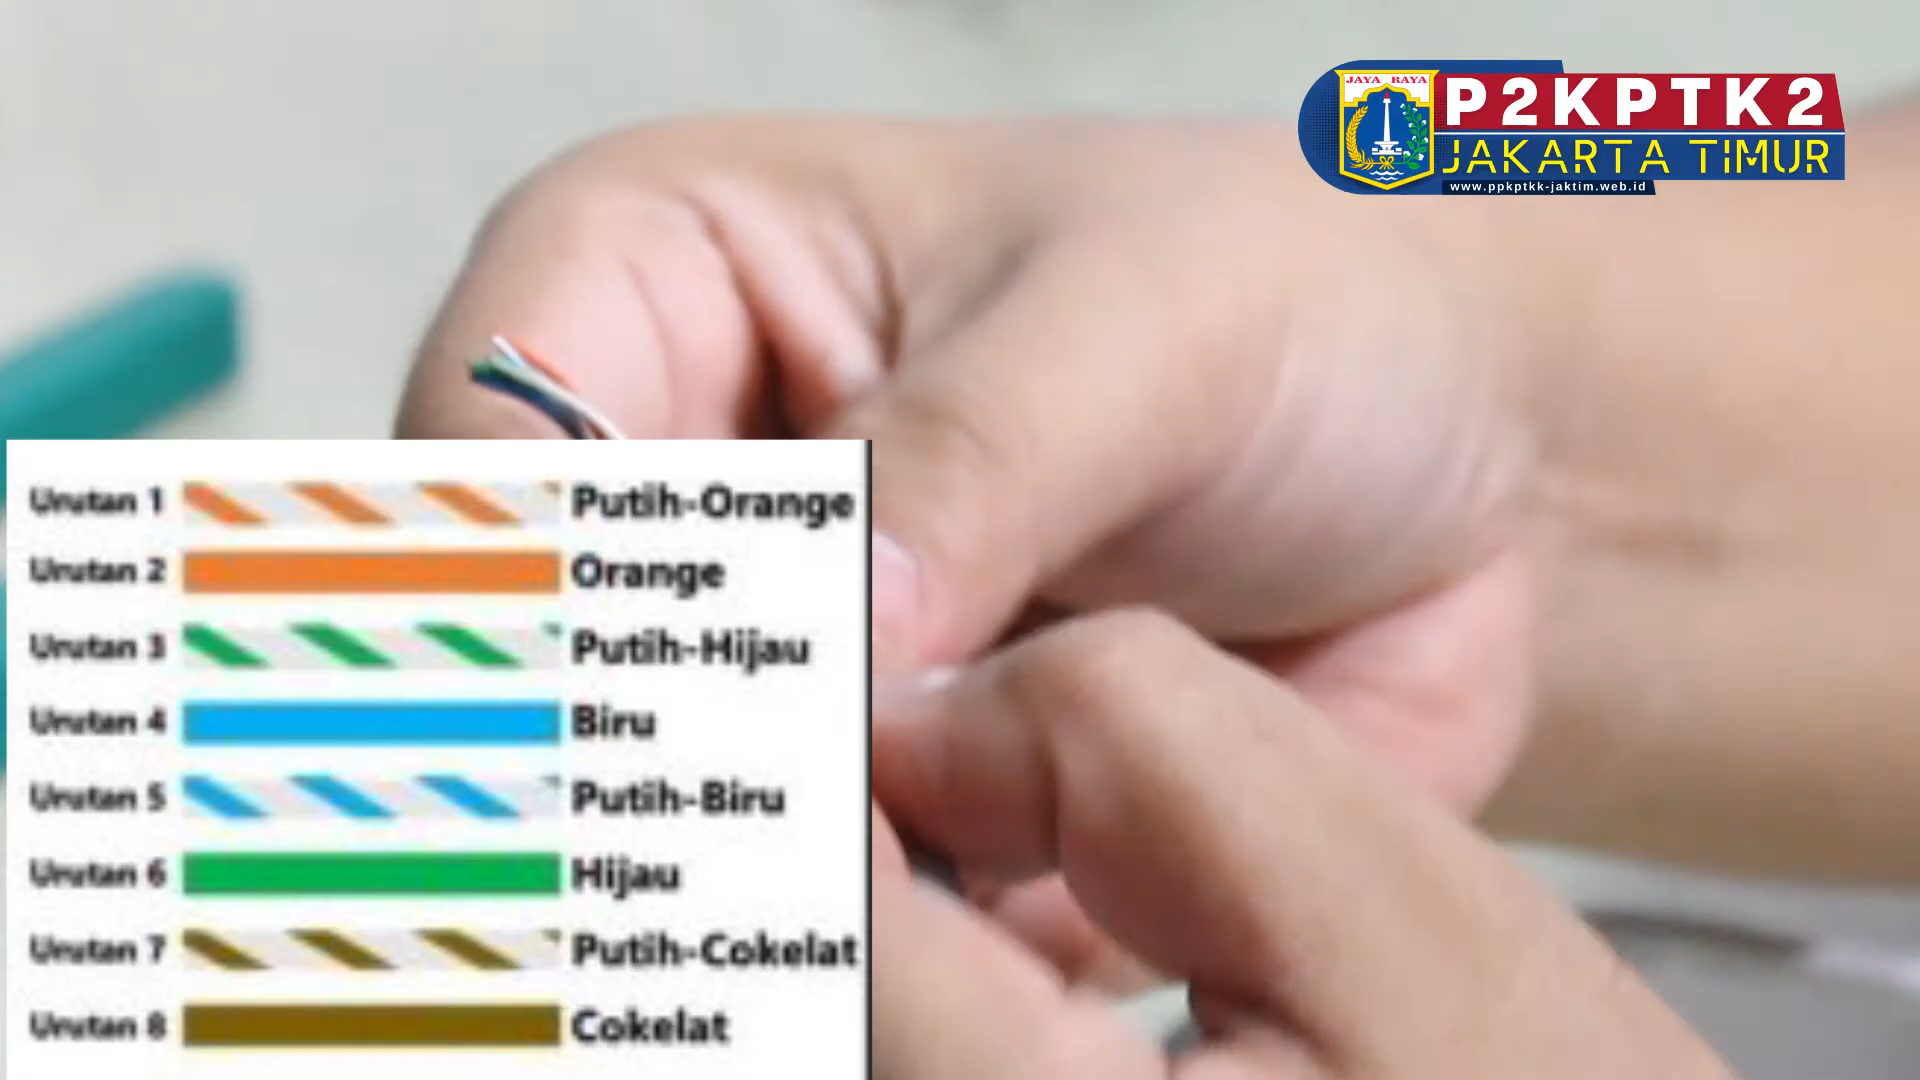 JAYA RAYA
P2KPTK2
JAKARTA TIMUR
www.ppkptkk-jaktim.web.id
Urutan 1 Putih-Orange
Urutan 2 Orange
Urutan 3 Putih-Hijau
Urutan 4 Biru
Urutan 5 Putih-Biru
Urutan 6 Hijau
Urutan 7 Putih-Cokelat
Urutan 8 Cokelat